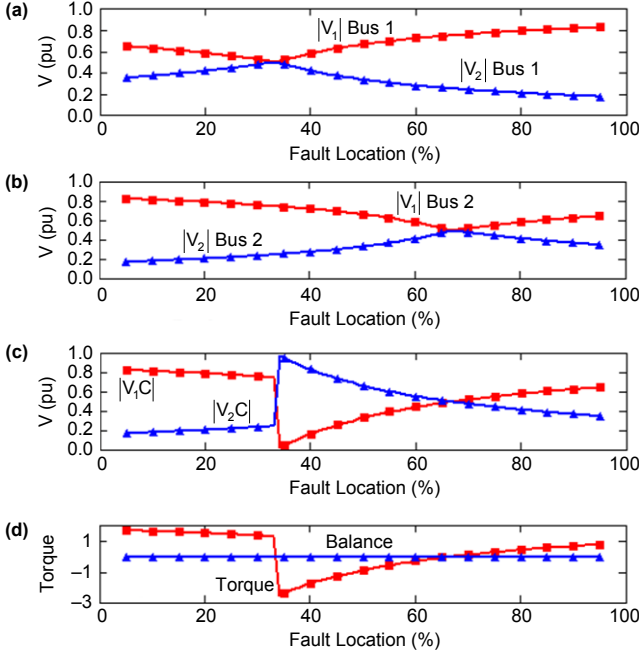 (a)
V (pu)
1.0
0.8
0.6
0.4
0.2
0.0
|V₁| Bus 1
|V₂| Bus 1
0 20 40 60 80 100
Fault Location (%)
(b)
V (pu)
1.0
0.8
0.6
0.4
0.2
0.0
|V₁| Bus 2
|V₂| Bus 2
0 20 40 60 80 100
Fault Location (%)
(c)
V (pu)
1.0
0.8
0.6
0.4
0.2
0.0
|V₁C|
|V₂C|
0 20 40 60 80 100
Fault Location (%)
(d)
Torque
1
–1
–3
Balance
Torque
0 20 40 60 80 100
Fault Location (%)